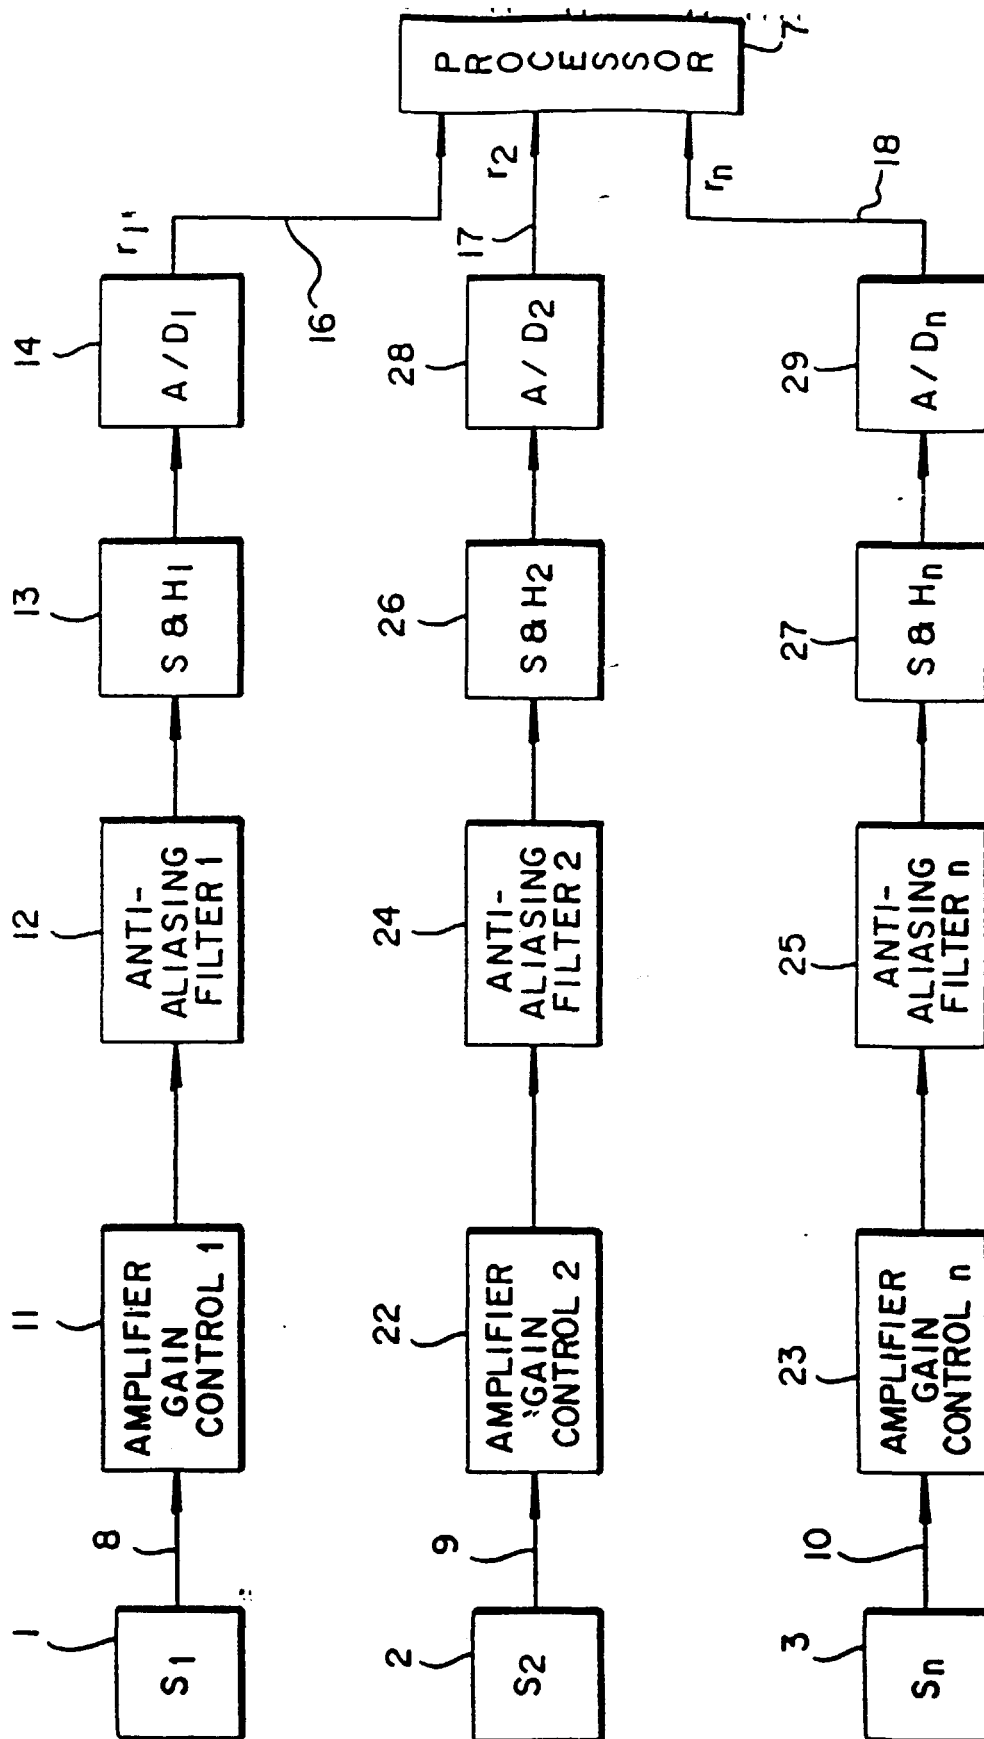 1
S1
8
11
AMPLIFIER
GAIN
CONTROL 1
12
ANTI-
ALIASING
FILTER 1
13
S & H1
14
A/D1
r1
16
2
S2
9
22
AMPLIFIER
GAIN
CONTROL 2
24
ANTI-
ALIASING
FILTER 2
26
S & H2
28
A/D2
17
r2
PROCESSOR
7
3
Sn
10
23
AMPLIFIER
GAIN
CONTROL n
25
ANTI-
ALIASING
FILTER n
27
S & Hn
29
A/Dn
18
rn